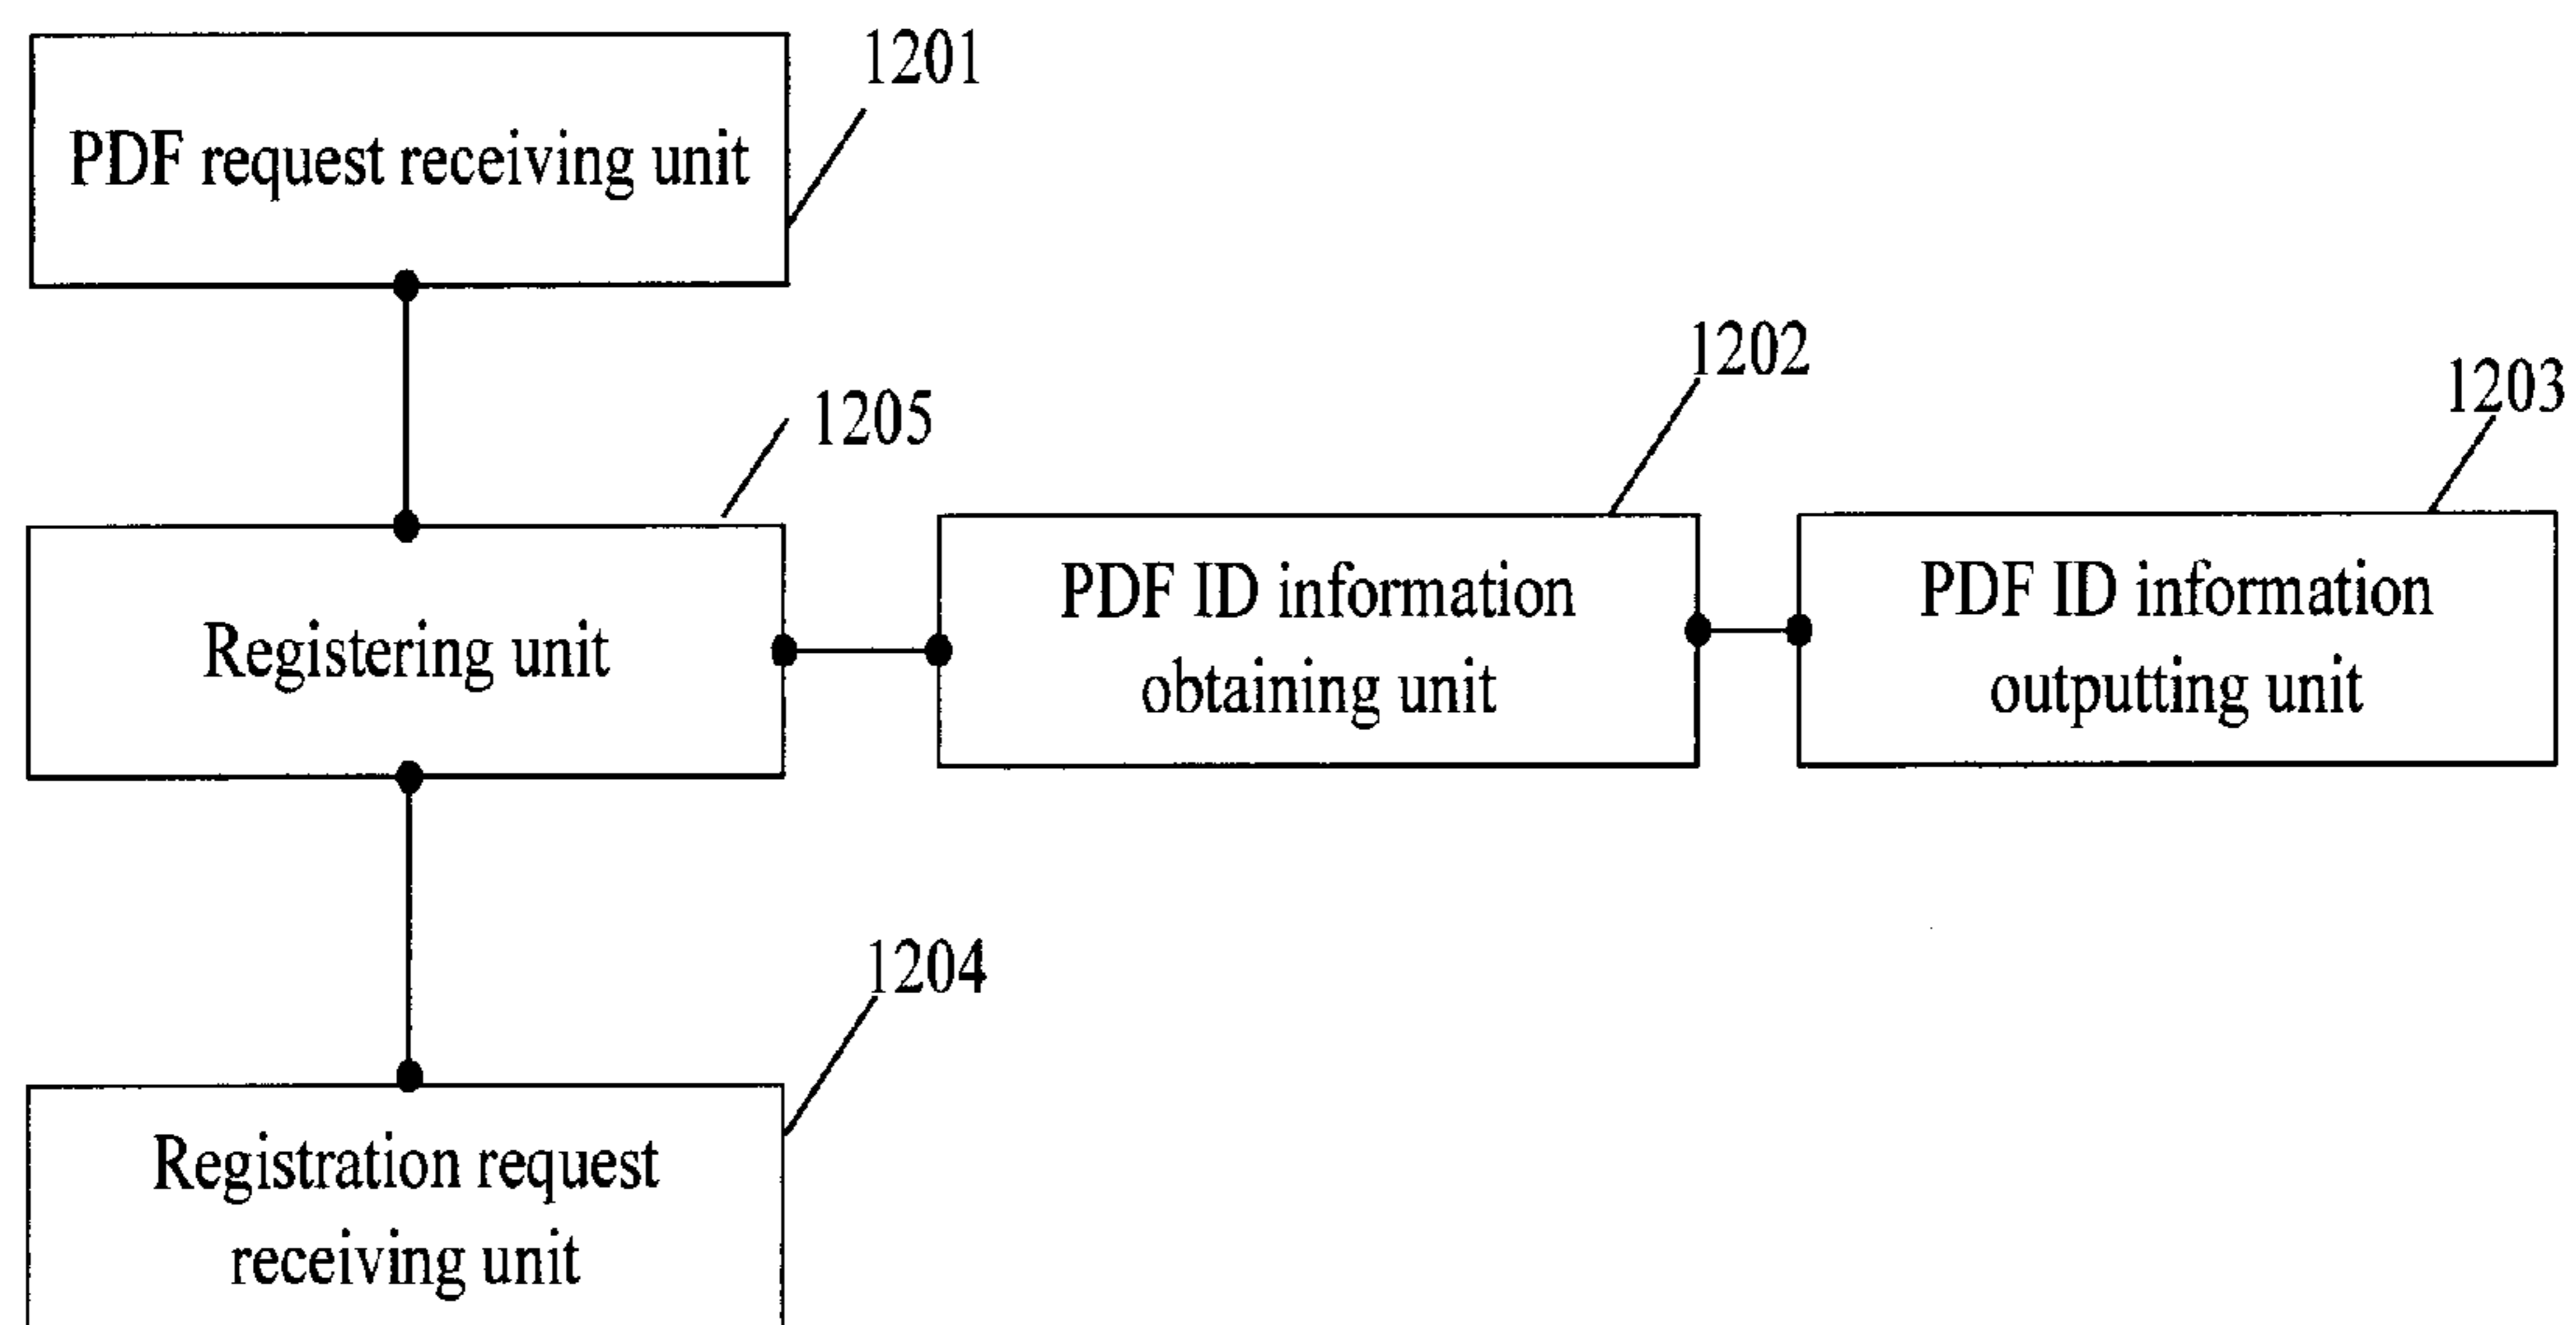 1201
PDF request receiving unit
1202
1203
1205
Registering unit
PDF ID information
obtaining unit
PDF ID information
outputting unit
1204
Registration request
receiving unit